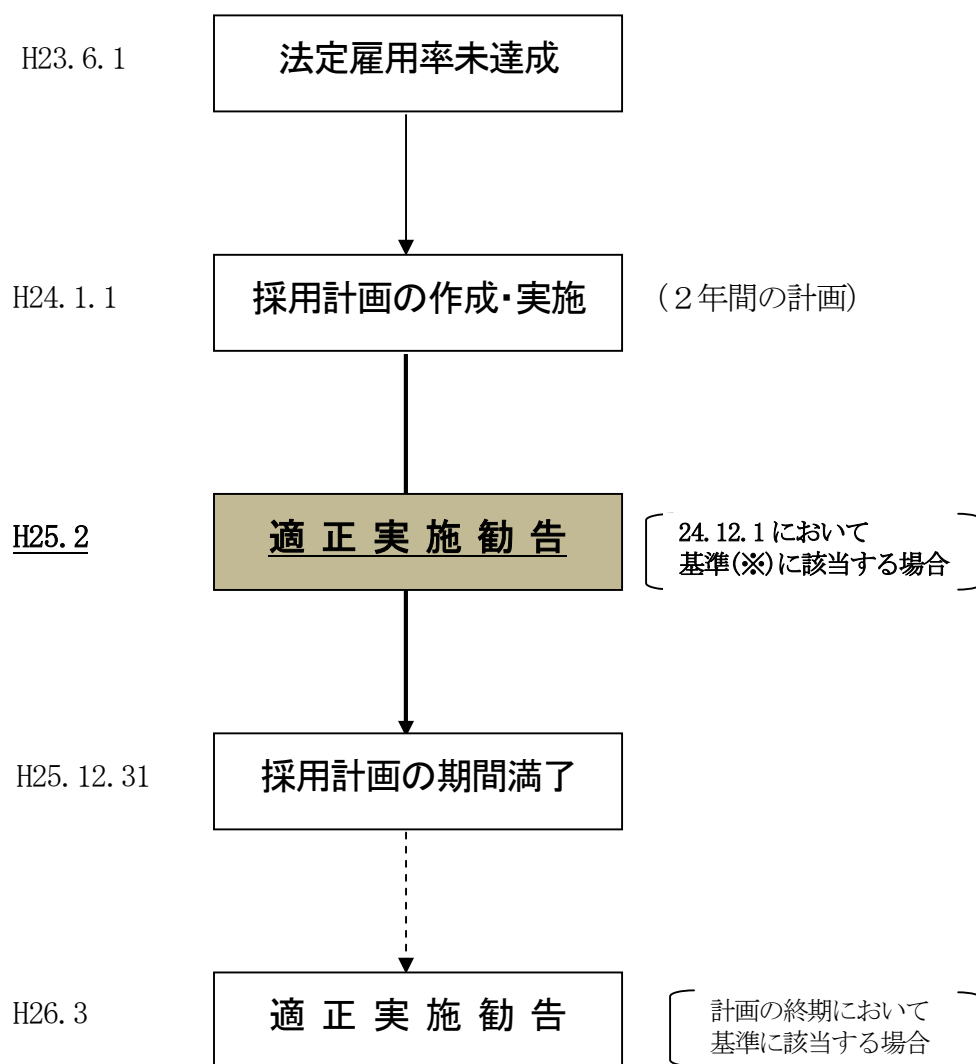 H23.6.1 法定雇用率未達成
H24.1.1 採用計画の作成・実施 (２年間の計画)
H25.2 適正実施勧告 24.12.1において
基準(※)に該当する場合
H25.12.31 採用計画の期間満了
H26.3 適正実施勧告 計画の終期において
基準に該当する場合